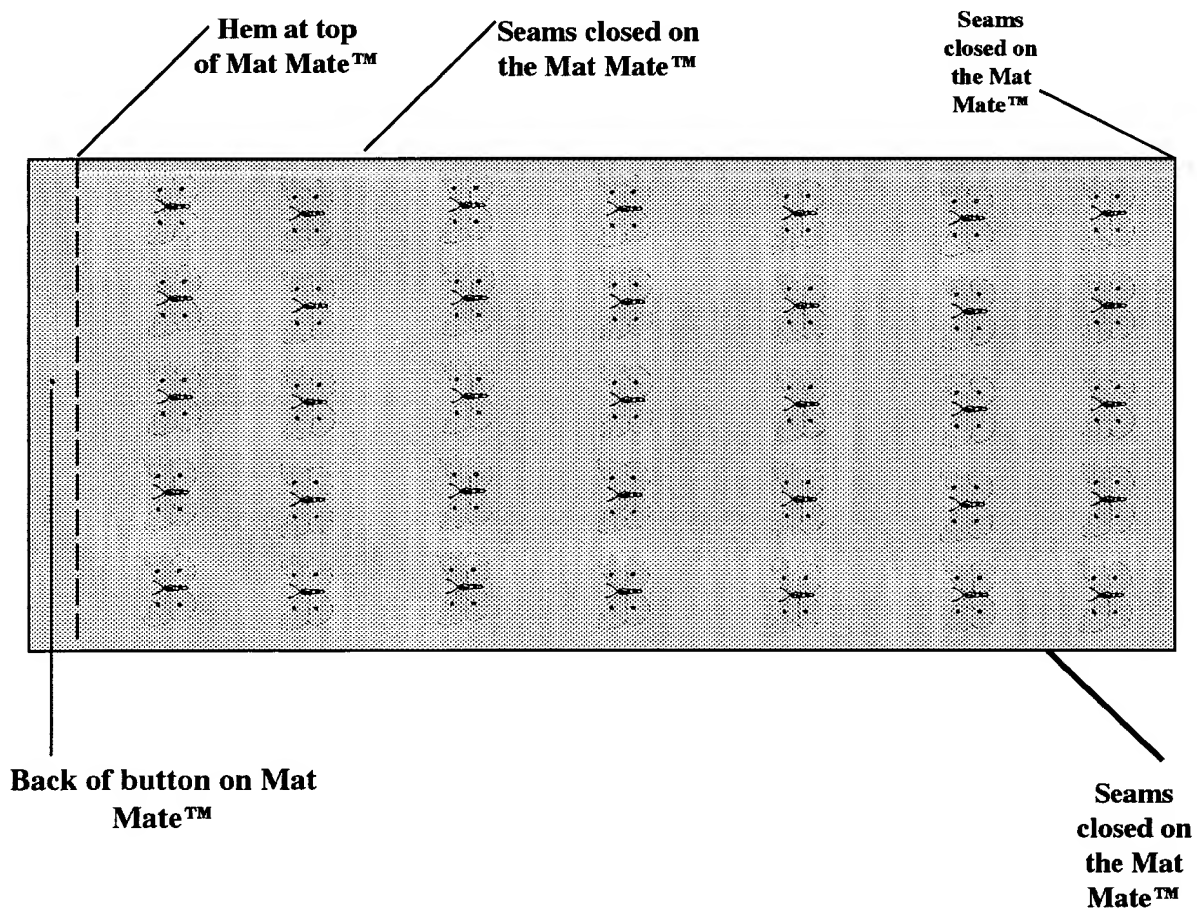 Hem at top
of Mat Mate™
Seams closed on
the Mat Mate™
Seams
closed on
the Mat
Mate™
Back of button on Mat
Mate™
Seams
closed on
the Mat
Mate™